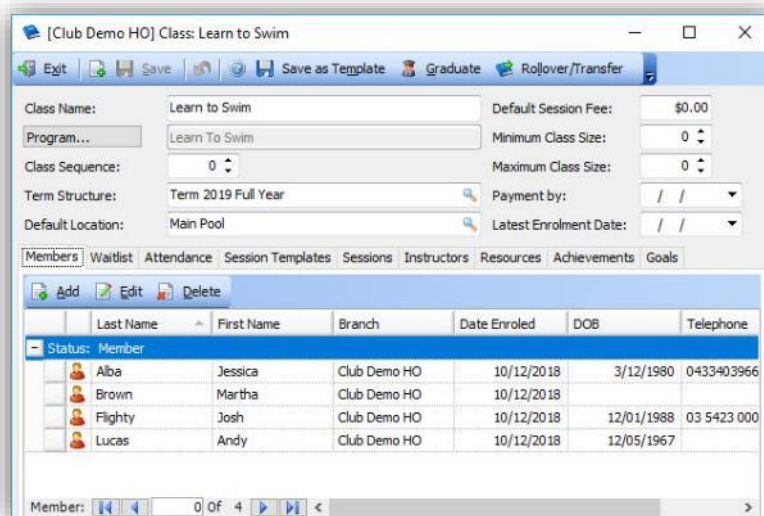 [Club Demo HO] Class: Learn to Swim
Exit Save Save as Template Graduate Rollover/Transfer
Class Name: Learn to Swim Default Session Fee: $0.00
Program... Learn To Swim Minimum Class Size: 0
Class Sequence: 0 Maximum Class Size: 0
Term Structure: Term 2019 Full Year Payment by: / /
Default Location: Main Pool Latest Enrolment Date: / /
Members Waitlist Attendance Session Templates Sessions Instructors Resources Achievements Goals
Add Edit Delete
Last Name First Name Branch Date Enroled DOB Telephone
Status: Member
Alba Jessica Club Demo HO 10/12/2018 3/12/1980 0433403966
Brown Martha Club Demo HO 10/12/2018
Flighty Josh Club Demo HO 10/12/2018 12/01/1988 03 5423 000
Lucas Andy Club Demo HO 10/12/2018 12/05/1967
Member: 0 Of 4